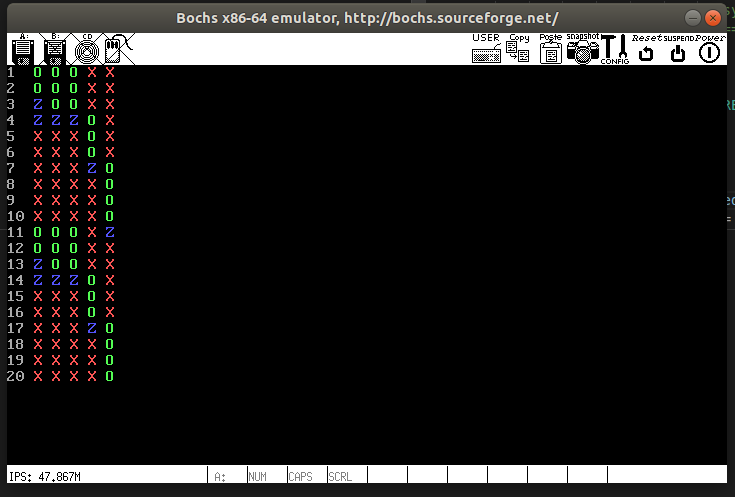 Bochs x86-64 emulator, http://bochs.sourceforge.net/
A: B: CD USER Copy Paste snapshot CONFIG Reset SUSPEND Power
1 O O O X X
2 O O O X X
3 Z O O X X
4 Z Z Z O X
5 X X X O X
6 X X X O X
7 X X X Z O
8 X X X X O
9 X X X X O
10 X X X X O
11 O O O X Z
12 O O O X X
13 Z O O X X
14 Z Z Z O X
15 X X X O X
16 X X X O X
17 X X X Z O
18 X X X X O
19 X X X X O
20 X X X X O
IPS: 47.867M A: NUM CAPS SCRL